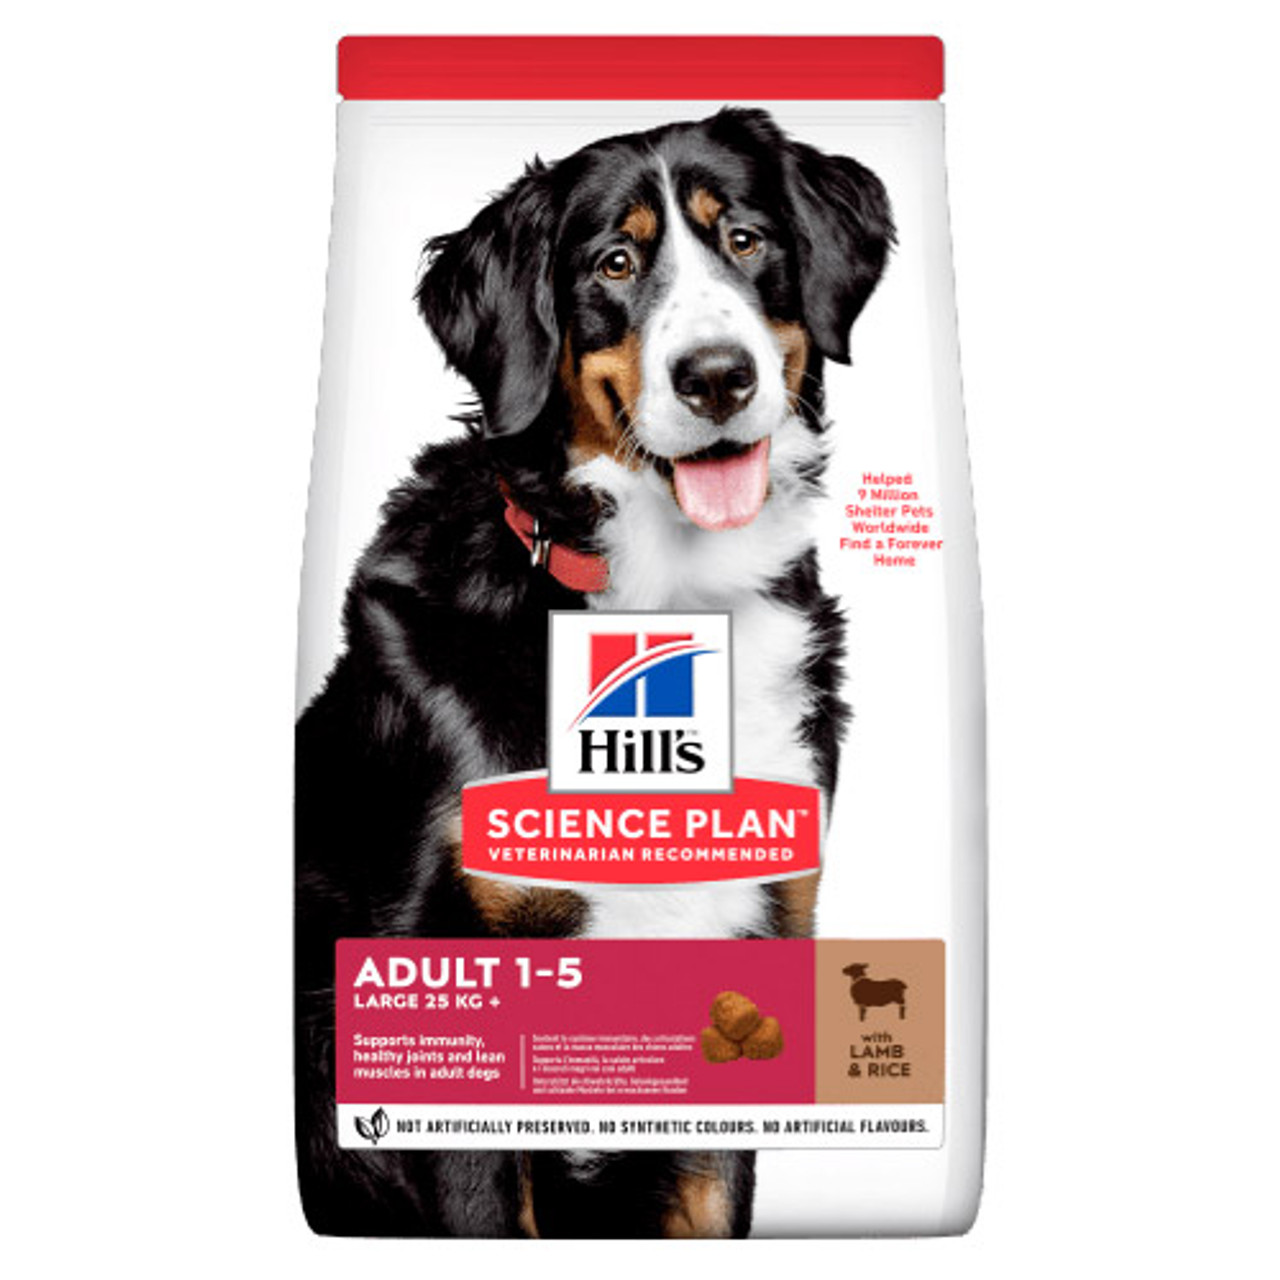 Helped
9 Million
Shelter Pets
Worldwide
Find a Forever
Home
Hill's™
SCIENCE PLAN™
VETERINARIAN RECOMMENDED
ADULT 1-5
LARGE 25 KG +
Supports immunity,
healthy joints and lean
muscles in adult dogs
with
LAMB
& RICE
NOT ARTIFICIALLY PRESERVED. NO SYNTHETIC COLOURS. NO ARTIFICIAL FLAVOURS.